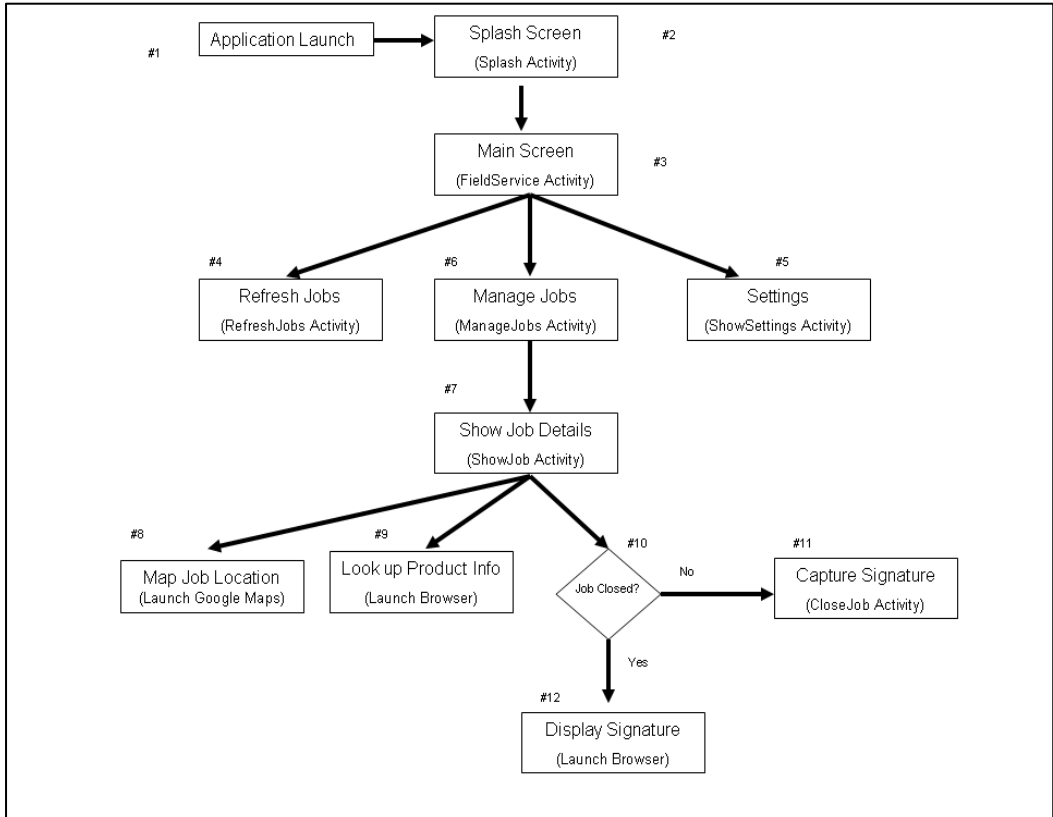 #1
Application Launch
Splash Screen
(Splash Activity)
#2
Main Screen
(FieldService Activity)
#3
#4
Refresh Jobs
(RefreshJobs Activity)
#6
Manage Jobs
(ManageJobs Activity)
#5
Settings
(ShowSettings Activity)
#7
Show Job Details
(ShowJob Activity)
#8
Map Job Location
(Launch Google Maps)
#9
Look up Product Info
(Launch Browser)
#10
Job Closed?
No
#11
Capture Signature
(CloseJob Activity)
Yes
#12
Display Signature
(Launch Browser)